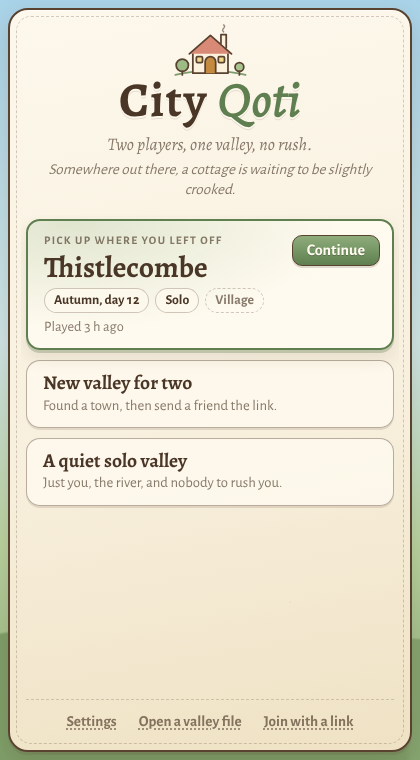 City Qoti
Two players, one valley, no rush.
Somewhere out there, a cottage is waiting to be slightly
crooked.
PICK UP WHERE YOU LEFT OFF
Continue
Thistlecombe
Autumn, day 12 Solo Village
Played 3 h ago
New valley for two
Found a town, then send a friend the link.
A quiet solo valley
Just you, the river, and nobody to rush you.
Settings Open a valley file Join with a link